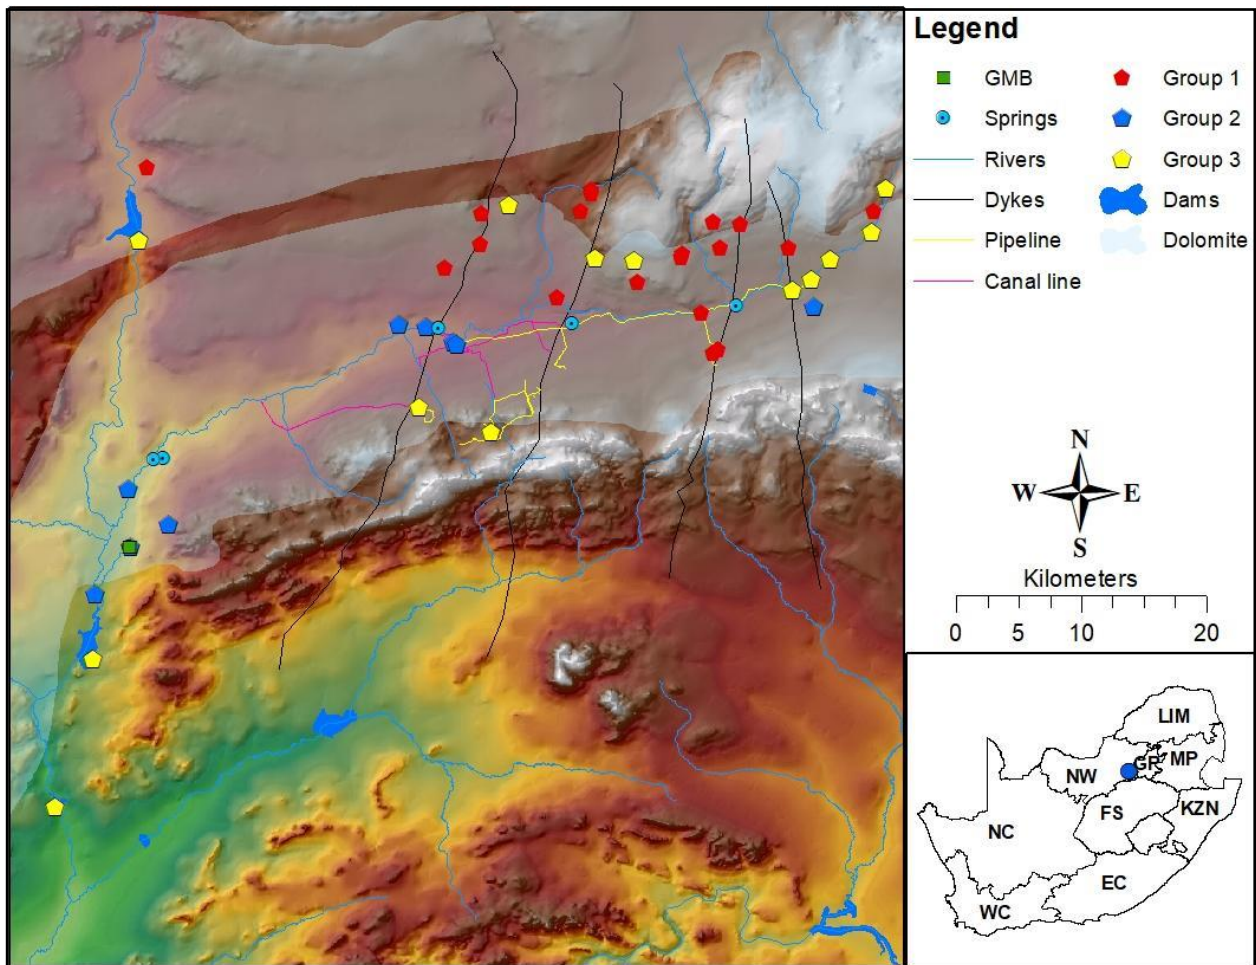 Legend
GMB
Group 1
Springs
Group 2
Rivers
Group 3
Dykes
Dams
Pipeline
Dolomite
Canal line
N
W
E
S
Kilometers
0 5 10 20
LIM
GP
MP
NW
FS
KZN
NC
EC
WC